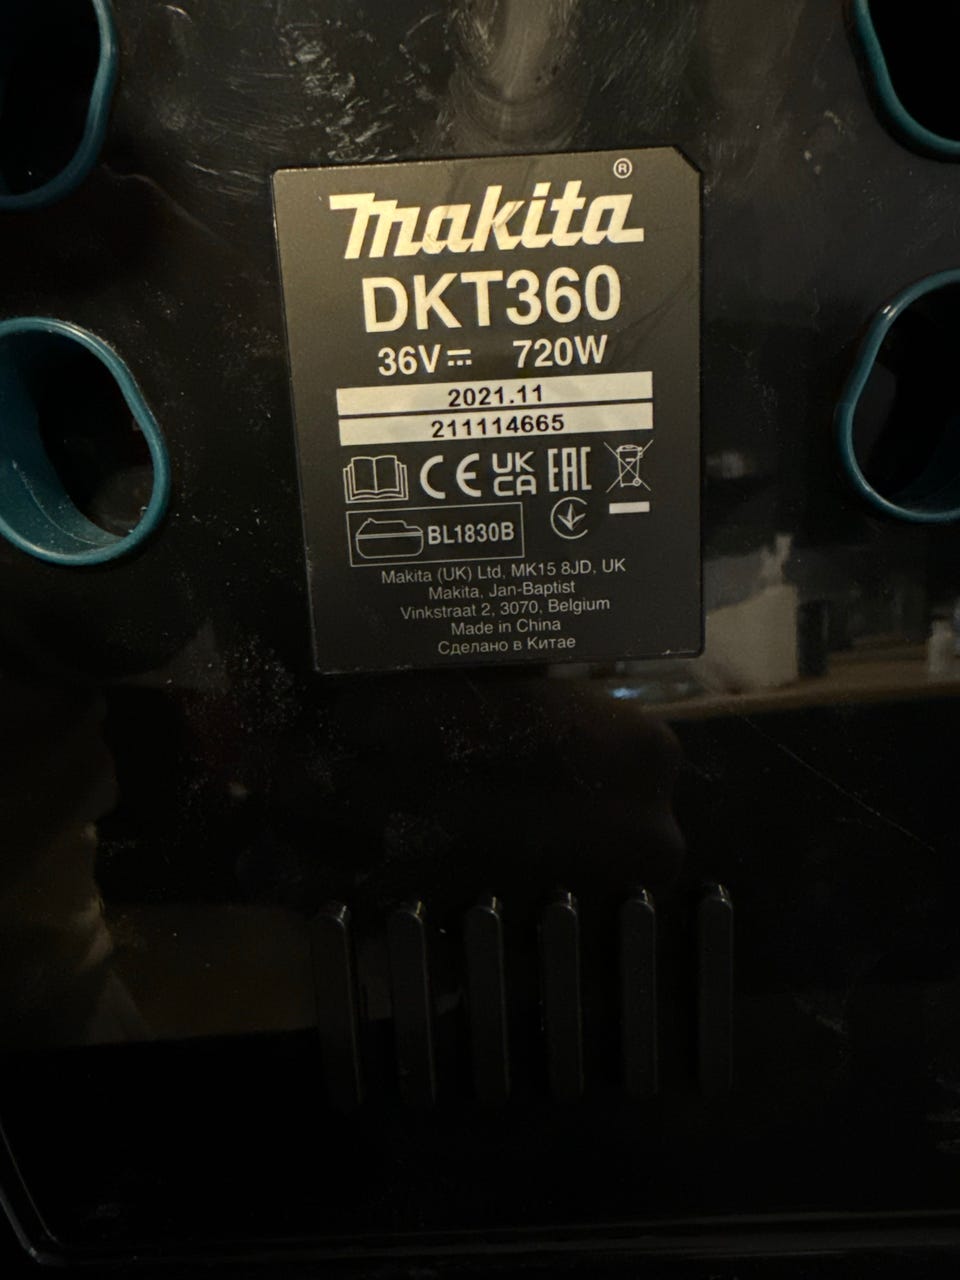 makita®
DKT360
36V⎓ 720W
2021.11
211114665
CE UK CA EAC
BL1830B
Makita (UK) Ltd, MK15 8JD, UK
Makita, Jan-Baptist
Vinkstraat 2, 3070, Belgium
Made in China
Сделано в Китае